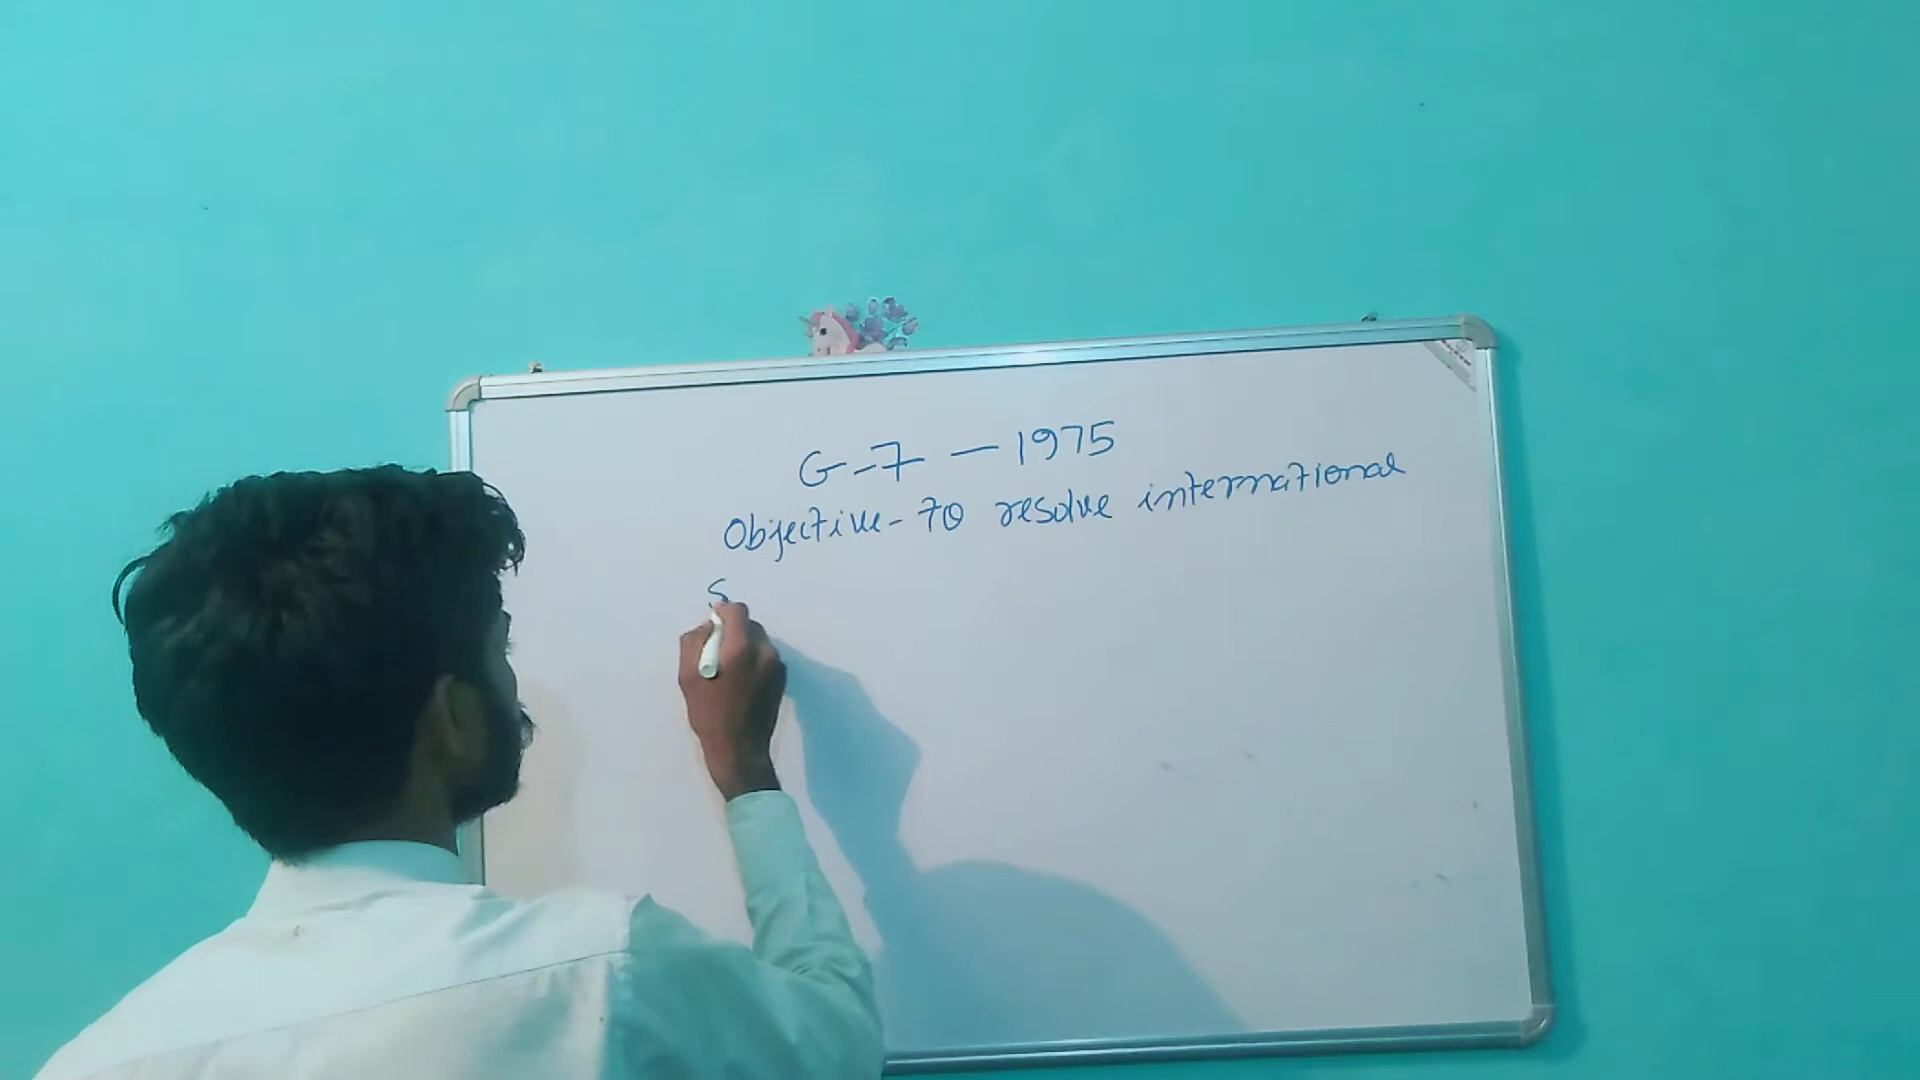 G-7 — 1975
Objective - To resolve international
S